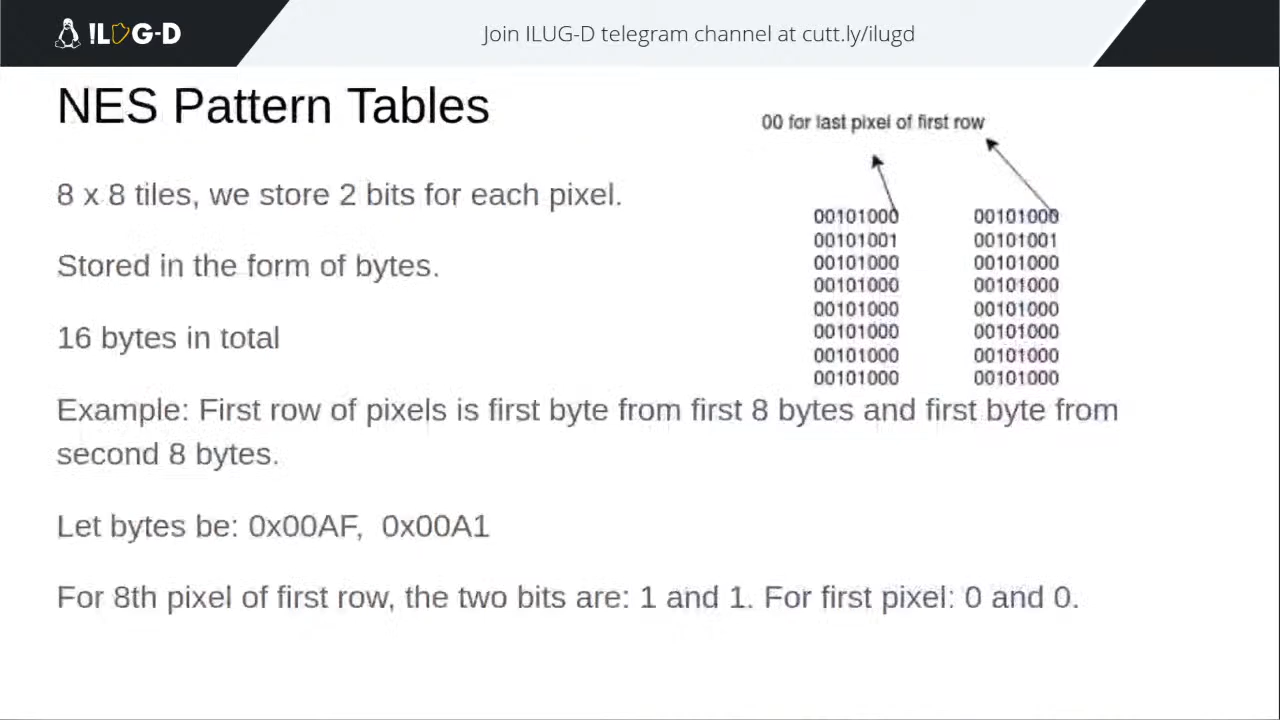 ILUG-D
Join ILUG-D telegram channel at cutt.ly/ilugd
NES Pattern Tables
00 for last pixel of first row
8 x 8 tiles, we store 2 bits for each pixel.
Stored in the form of bytes.
16 bytes in total
00101000 00101000
00101001 00101001
00101000 00101000
00101000 00101000
00101000 00101000
00101000 00101000
00101000 00101000
00101000 00101000
Example: First row of pixels is first byte from first 8 bytes and first byte from
second 8 bytes.
Let bytes be: 0x00AF, 0x00A1
For 8th pixel of first row, the two bits are: 1 and 1. For first pixel: 0 and 0.